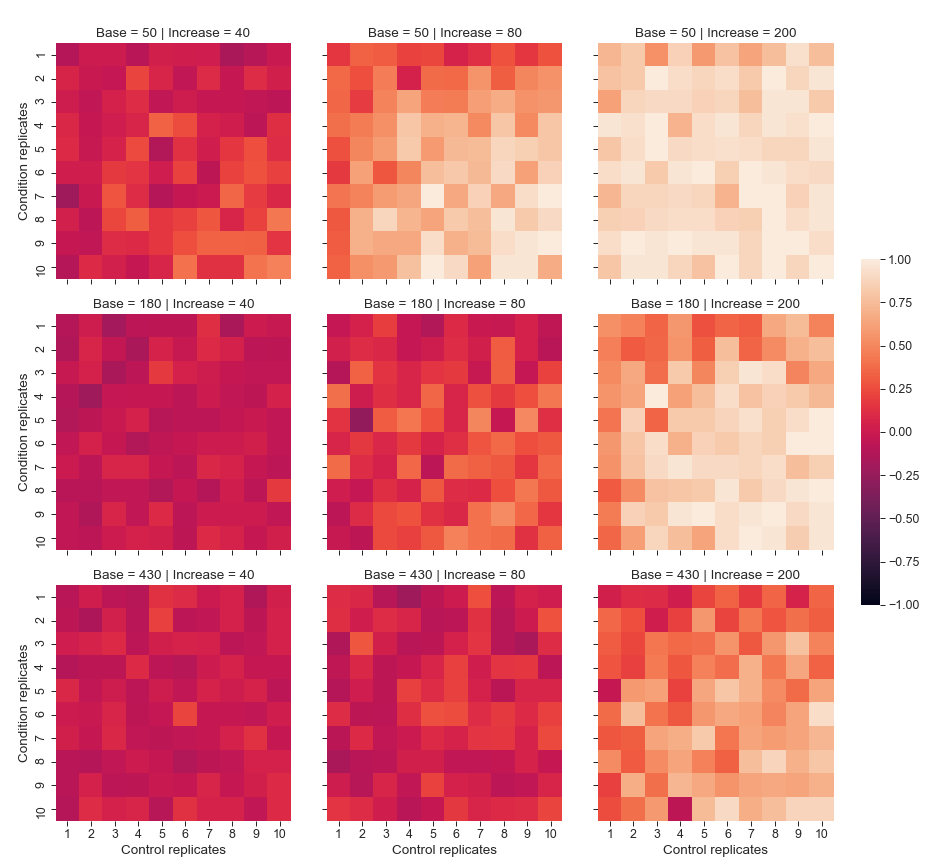 Base = 50 | Increase = 40
Base = 50 | Increase = 80
Base = 50 | Increase = 200
Condition replicates
1
2
3
4
5
6
7
8
9
10
Base = 180 | Increase = 40
Base = 180 | Increase = 80
Base = 180 | Increase = 200
Condition replicates
1
2
3
4
5
6
7
8
9
10
Base = 430 | Increase = 40
Base = 430 | Increase = 80
Base = 430 | Increase = 200
Condition replicates
1
2
3
4
5
6
7
8
9
10
1 2 3 4 5 6 7 8 9 10
Control replicates
1 2 3 4 5 6 7 8 9 10
Control replicates
1 2 3 4 5 6 7 8 9 10
Control replicates
1.00
0.75
0.50
0.25
0.00
−0.25
−0.50
−0.75
−1.00